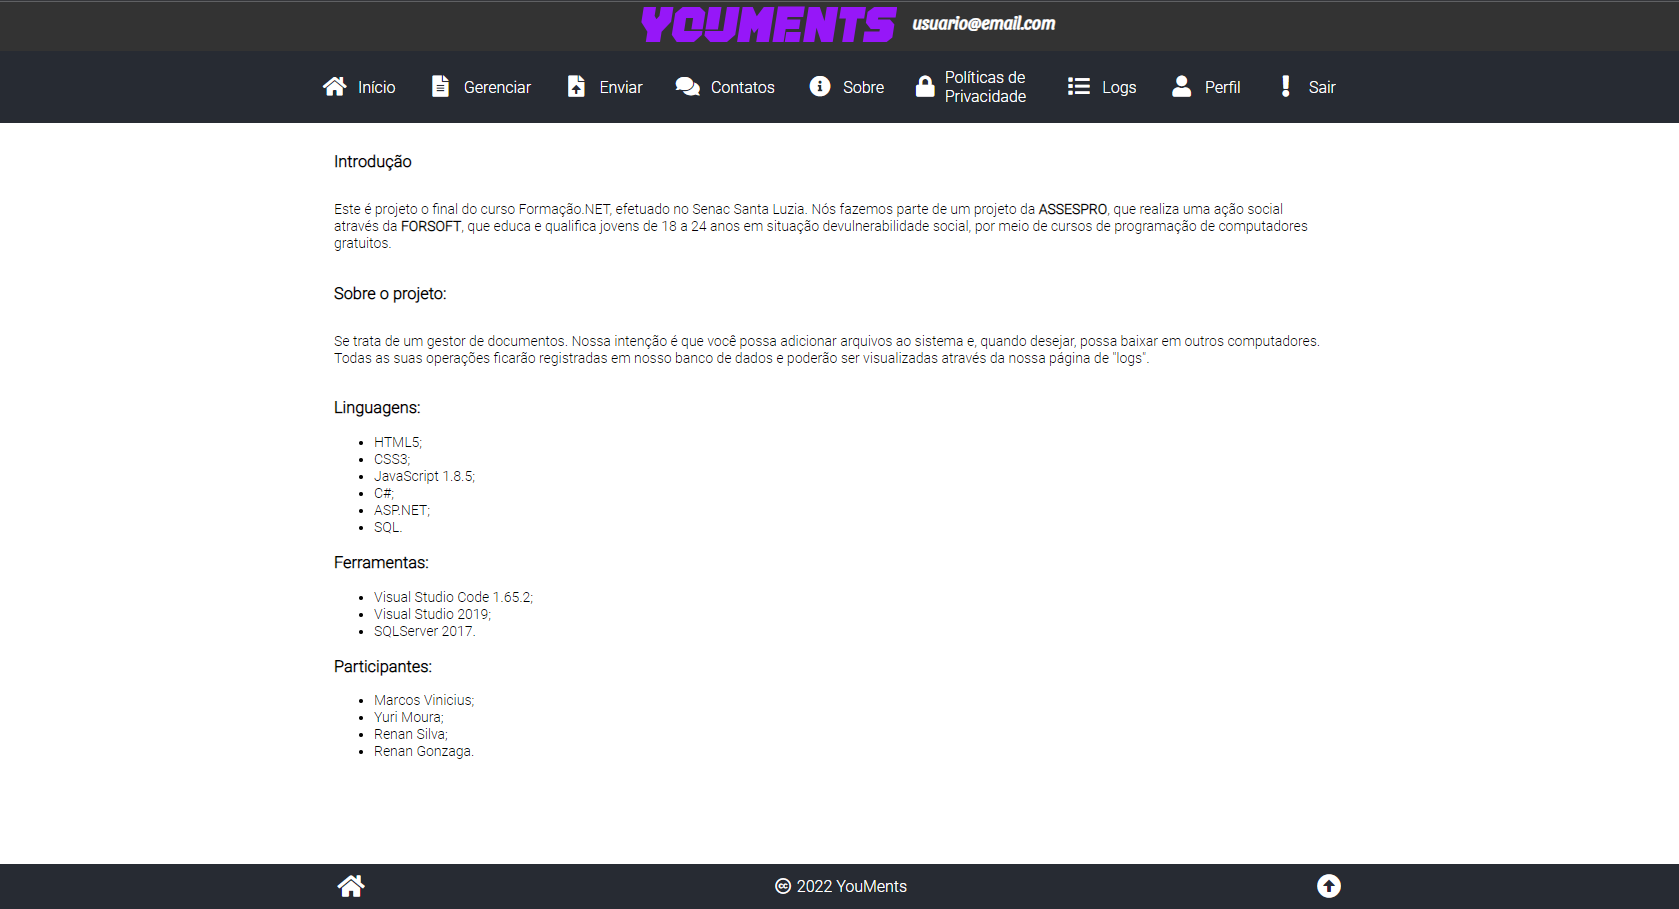 YOUMENTS usuario@email.com
Início Gerenciar Enviar Contatos Sobre Políticas de Privacidade Logs Perfil Sair
Introdução
Este é projeto o final do curso Formação.NET, efetuado no Senac Santa Luzia. Nós fazemos parte de um projeto da ASSESPRO, que realiza uma ação social
através da FORSOFT, que educa e qualifica jovens de 18 a 24 anos em situação devulnerabilidade social, por meio de cursos de programação de computadores
gratuitos.
Sobre o projeto:
Se trata de um gestor de documentos. Nossa intenção é que você possa adicionar arquivos ao sistema e, quando desejar, possa baixar em outros computadores.
Todas as suas operações ficarão registradas em nosso banco de dados e poderão ser visualizadas através da nossa página de "logs".
Linguagens:
• HTML5;
• CSS3;
• JavaScript 1.8.5;
• C#;
• ASP.NET;
• SQL.
Ferramentas:
• Visual Studio Code 1.65.2;
• Visual Studio 2019;
• SQLServer 2017.
Participantes:
• Marcos Vinicius;
• Yuri Moura;
• Renan Silva;
• Renan Gonzaga.
2022 YouMents